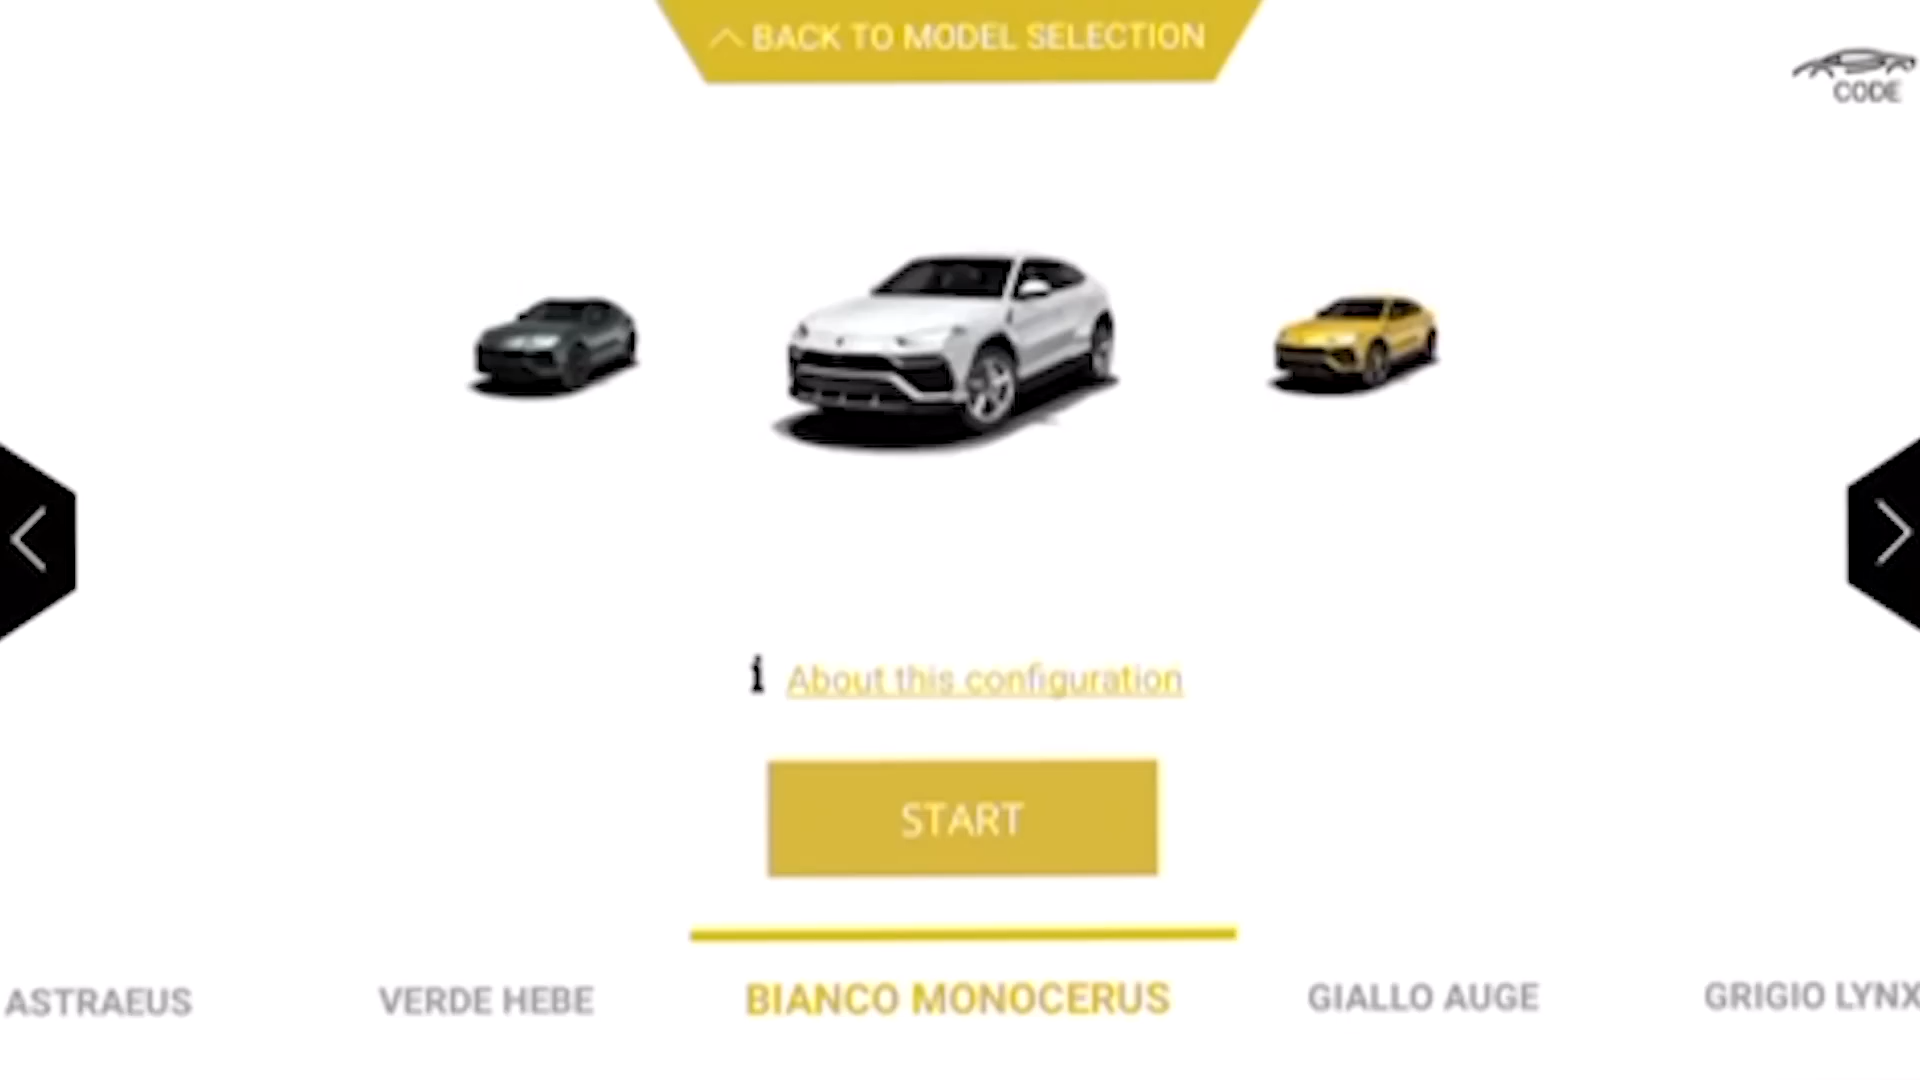 BACK TO MODEL SELECTION
CODE
i About this configuration
START
ASTRAEUS VERDE HEBE BIANCO MONOCERUS GIALLO AUGE GRIGIO LYNX